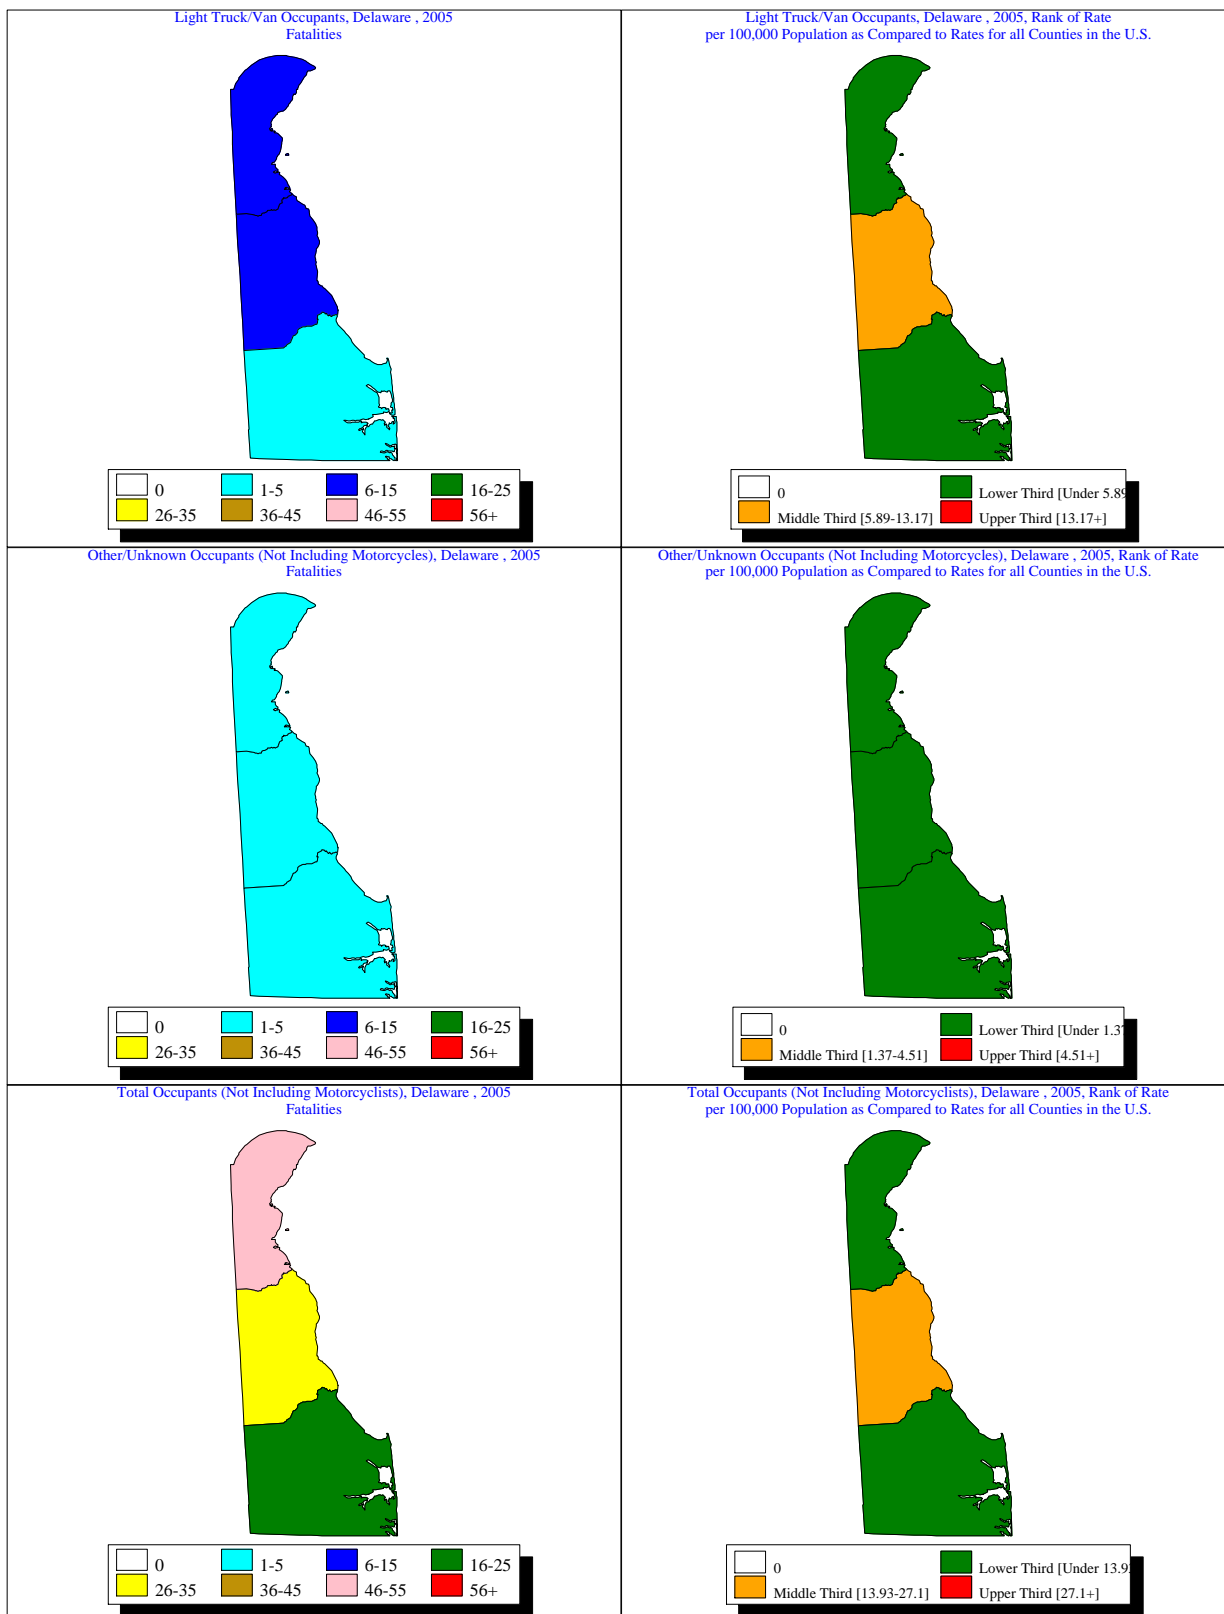 Light Truck/Van Occupants, Delaware , 2005
Fatalities
0 1-5 6-15 16-25
26-35 36-45 46-55 56+
Light Truck/Van Occupants, Delaware , 2005, Rank of Rate
per 100,000 Population as Compared to Rates for all Counties in the U.S.
0 Lower Third [Under 5.89
Middle Third [5.89-13.17] Upper Third [13.17+]
Other/Unknown Occupants (Not Including Motorcycles), Delaware , 2005
Fatalities
0 1-5 6-15 16-25
26-35 36-45 46-55 56+
Other/Unknown Occupants (Not Including Motorcycles), Delaware , 2005, Rank of Rate
per 100,000 Population as Compared to Rates for all Counties in the U.S.
0 Lower Third [Under 1.37
Middle Third [1.37-4.51] Upper Third [4.51+]
Total Occupants (Not Including Motorcyclists), Delaware , 2005
Fatalities
0 1-5 6-15 16-25
26-35 36-45 46-55 56+
Total Occupants (Not Including Motorcyclists), Delaware , 2005, Rank of Rate
per 100,000 Population as Compared to Rates for all Counties in the U.S.
0 Lower Third [Under 13.93
Middle Third [13.93-27.1] Upper Third [27.1+]